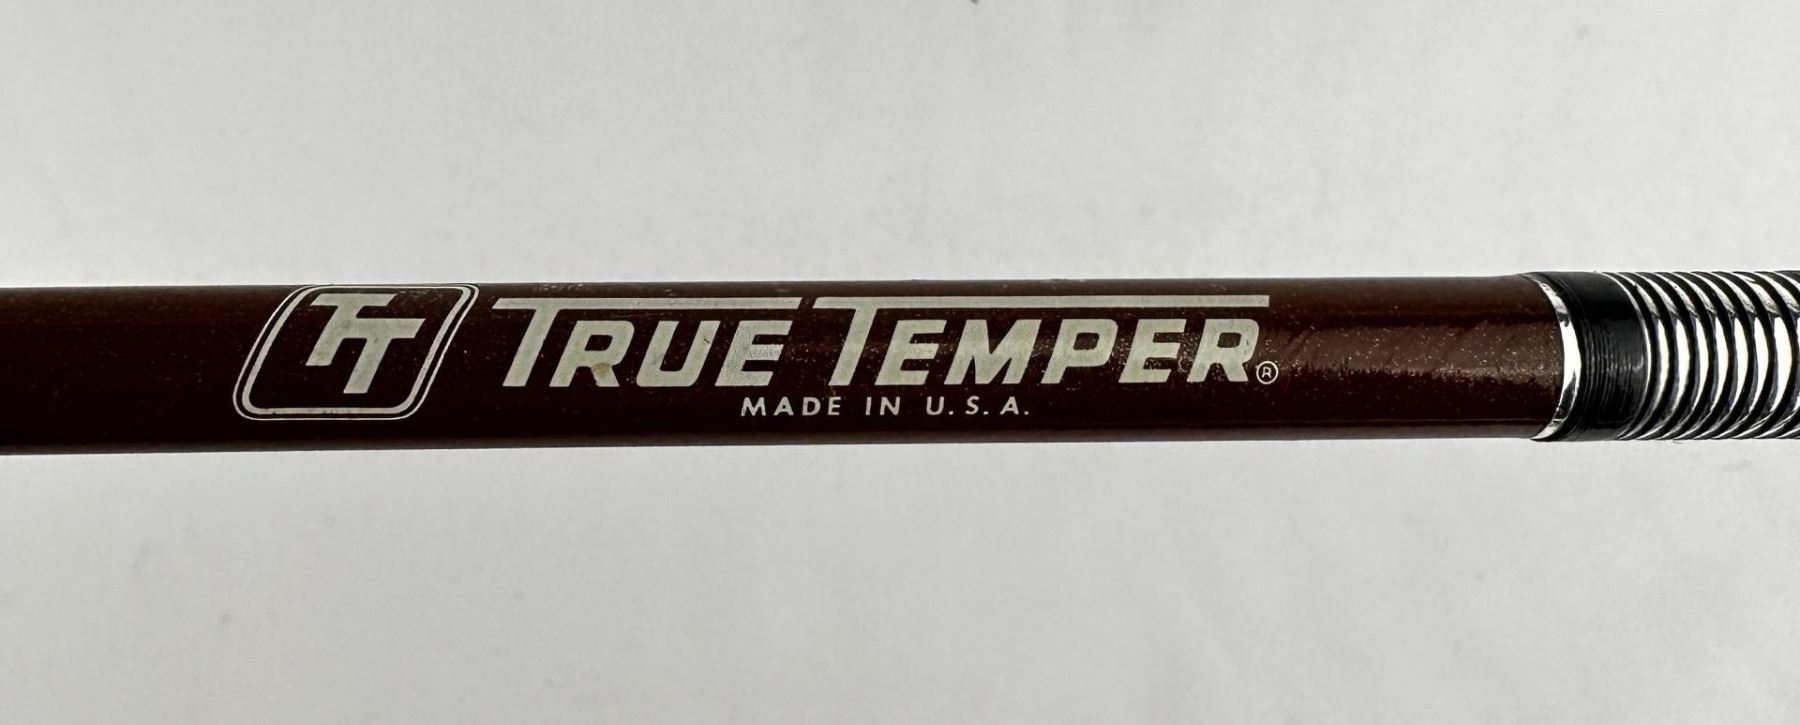 TT TRUE TEMPER®
MADE IN U.S.A.